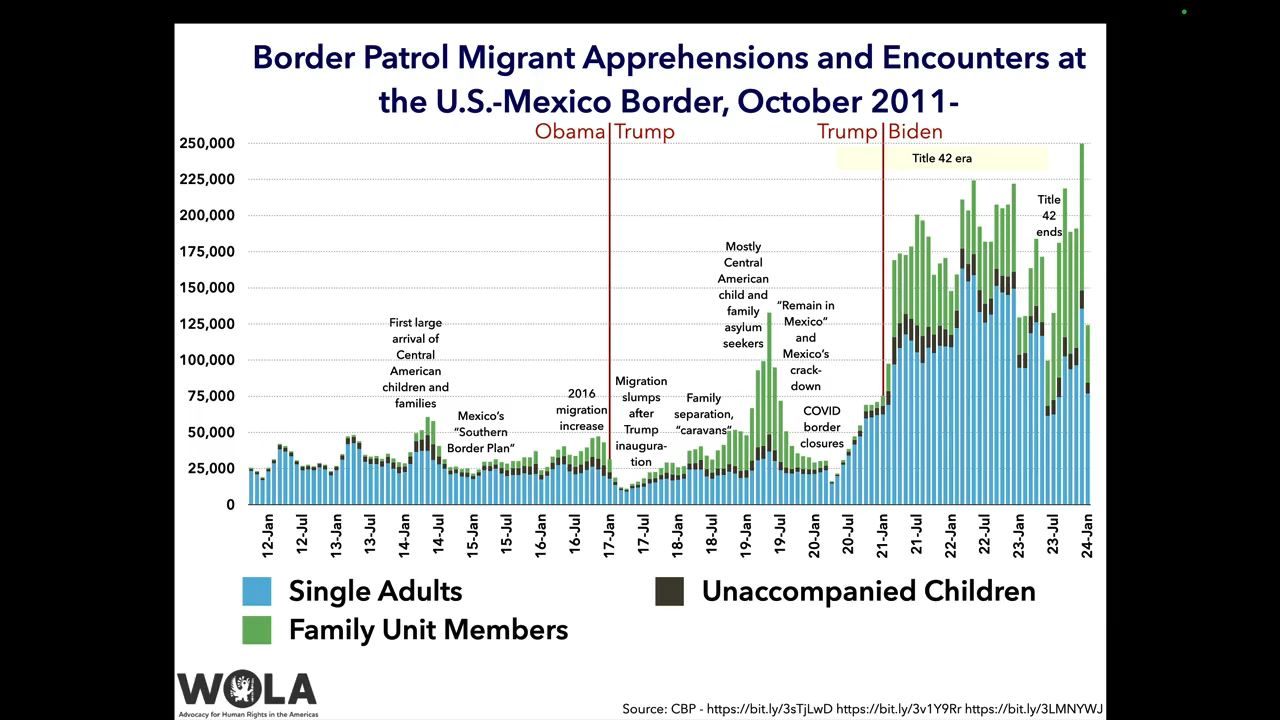 Border Patrol Migrant Apprehensions and Encounters at
the U.S.-Mexico Border, October 2011-
Obama Trump
Trump Biden
250,000
225,000
200,000
175,000
150,000
125,000
100,000
75,000
50,000
25,000
0
First large
arrival of
Central
American
children and
families
Mexico's
“Southern
Border Plan”
2016
migration
increase
Migration
slumps
after
Trump
inaugura-
tion
Family
separation,
“caravans”
Mostly
Central
American
child and
family
asylum
seekers
“Remain in
Mexico”
and
Mexico's
crack-
down
COVID
border
closures
Title 42 era
Title
42
ends
12-Jan
12-Jul
13-Jan
13-Jul
14-Jan
14-Jul
15-Jan
15-Jul
16-Jan
16-Jul
17-Jan
17-Jul
18-Jan
18-Jul
19-Jan
19-Jul
20-Jan
20-Jul
21-Jan
21-Jul
22-Jan
22-Jul
23-Jan
23-Jul
24-Jan
Single Adults
Unaccompanied Children
Family Unit Members
WOLA
Advocacy for Human Rights in the Americas
Source: CBP - https://bit.ly/3sTjLwD https://bit.ly/3v1Y9Rr https://bit.ly/3LMNYWJ